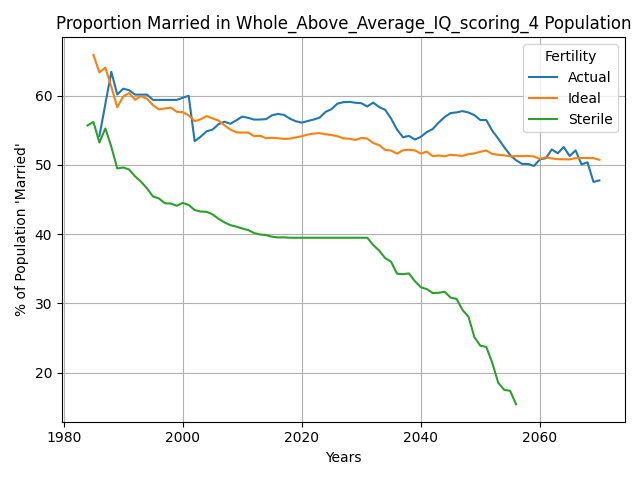 Proportion Married in Whole_Above_Average_IQ_scoring_4 Population
Fertility
Actual
Ideal
Sterile
% of Population 'Married'
60
50
40
30
20
1980
2000
2020
2040
2060
Years